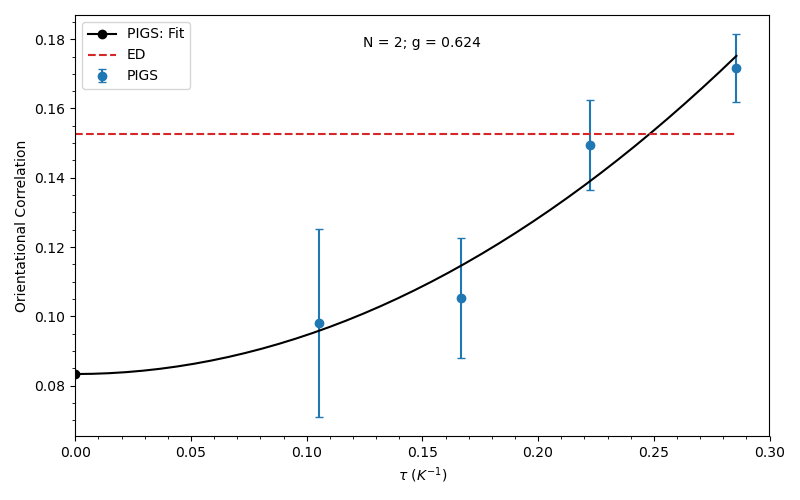 PIGS: Fit
ED
PIGS
N = 2; g = 0.624
Orientational Correlation
0.18
0.16
0.14
0.12
0.10
0.08
0.00 0.05 0.10 0.15 0.20 0.25 0.30
τ (K⁻¹)